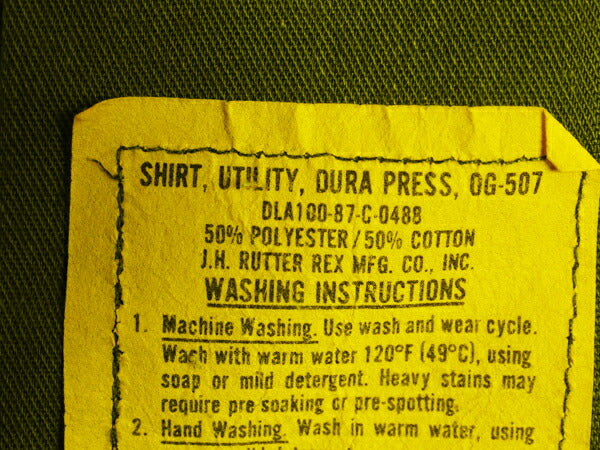 SHIRT, UTILITY, DURA PRESS, OG-507
DLA100-87-C-0488
50% POLYESTER/50% COTTON
J.H. RUTTER REX MFG. CO., INC.
WASHING INSTRUCTIONS
1. Machine Washing. Use wash and wear cycle.
Wach with warm water 120°F (49°C), using
soap or mild detergent. Heavy stains may
require pre soaking or pre-spotting.
2. Hand Washing. Wash in warm water, using